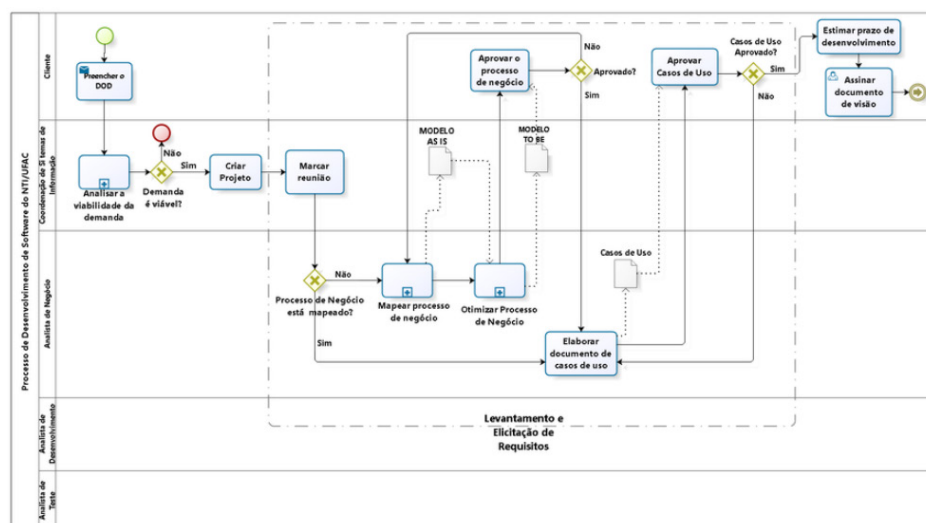 Processo de Desenvolvimento de Software do NTI/UFAC
Cliente
Preencher o
DOD
Aprovar o
processo
de negócio
Não
Aprovado?
Sim
Aprovar
Casos de Uso
Casos de Uso
Aprovado?
Sim
Não
Estimar prazo de
desenvolvimento
Assinar
documento
de visão
Coordenação de Sistemas de
Informação
Analisar a
viabilidade da
demanda
Não
Sim
Demanda
é viável?
Criar
Projeto
Marcar
reunião
MODELO
AS IS
MODELO
TO BE
Analista de Negócio
Não
Processo de Negócio
está mapeado?
Sim
Mapear processo
de negócio
Otimizar Processo
de Negócio
Casos de Uso
Elaborar
documento de
casos de uso
Analista de
Desenvolvimento
Levantamento e
Elicitação de
Requisitos
Analista de
Teste